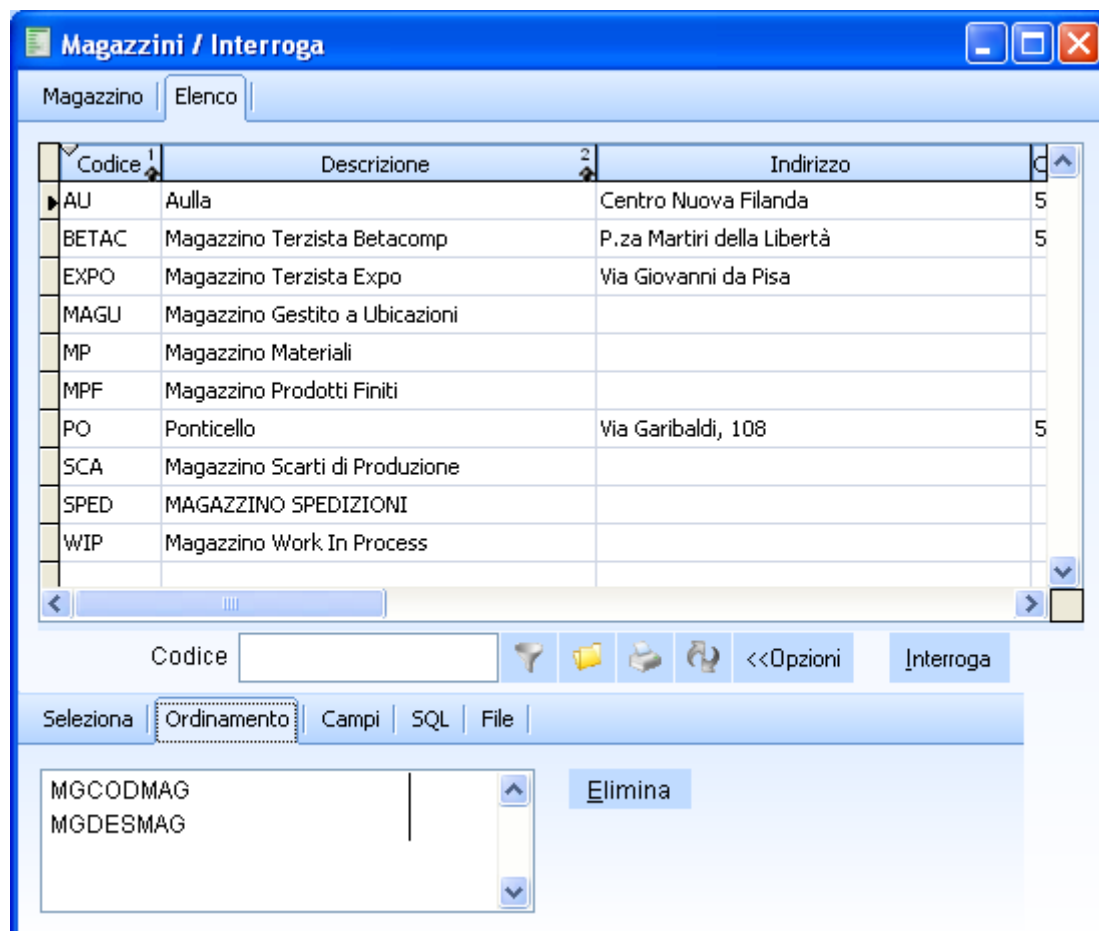 Magazzini / Interroga
Magazzino Elenco
Codice 1 Descrizione 2 Indirizzo C
AU Aulla Centro Nuova Filanda 5
BETAC Magazzino Terzista Betacomp P.za Martiri della Libertà 5
EXPO Magazzino Terzista Expo Via Giovanni da Pisa
MAGU Magazzino Gestito a Ubicazioni
MP Magazzino Materiali
MPF Magazzino Prodotti Finiti
PO Ponticello Via Garibaldi, 108 5
SCA Magazzino Scarti di Produzione
SPED MAGAZZINO SPEDIZIONI
WIP Magazzino Work In Process
Codice <<Opzioni Interroga
Seleziona Ordinamento Campi SQL File
MGCODMAG Elimina
MGDESMAG